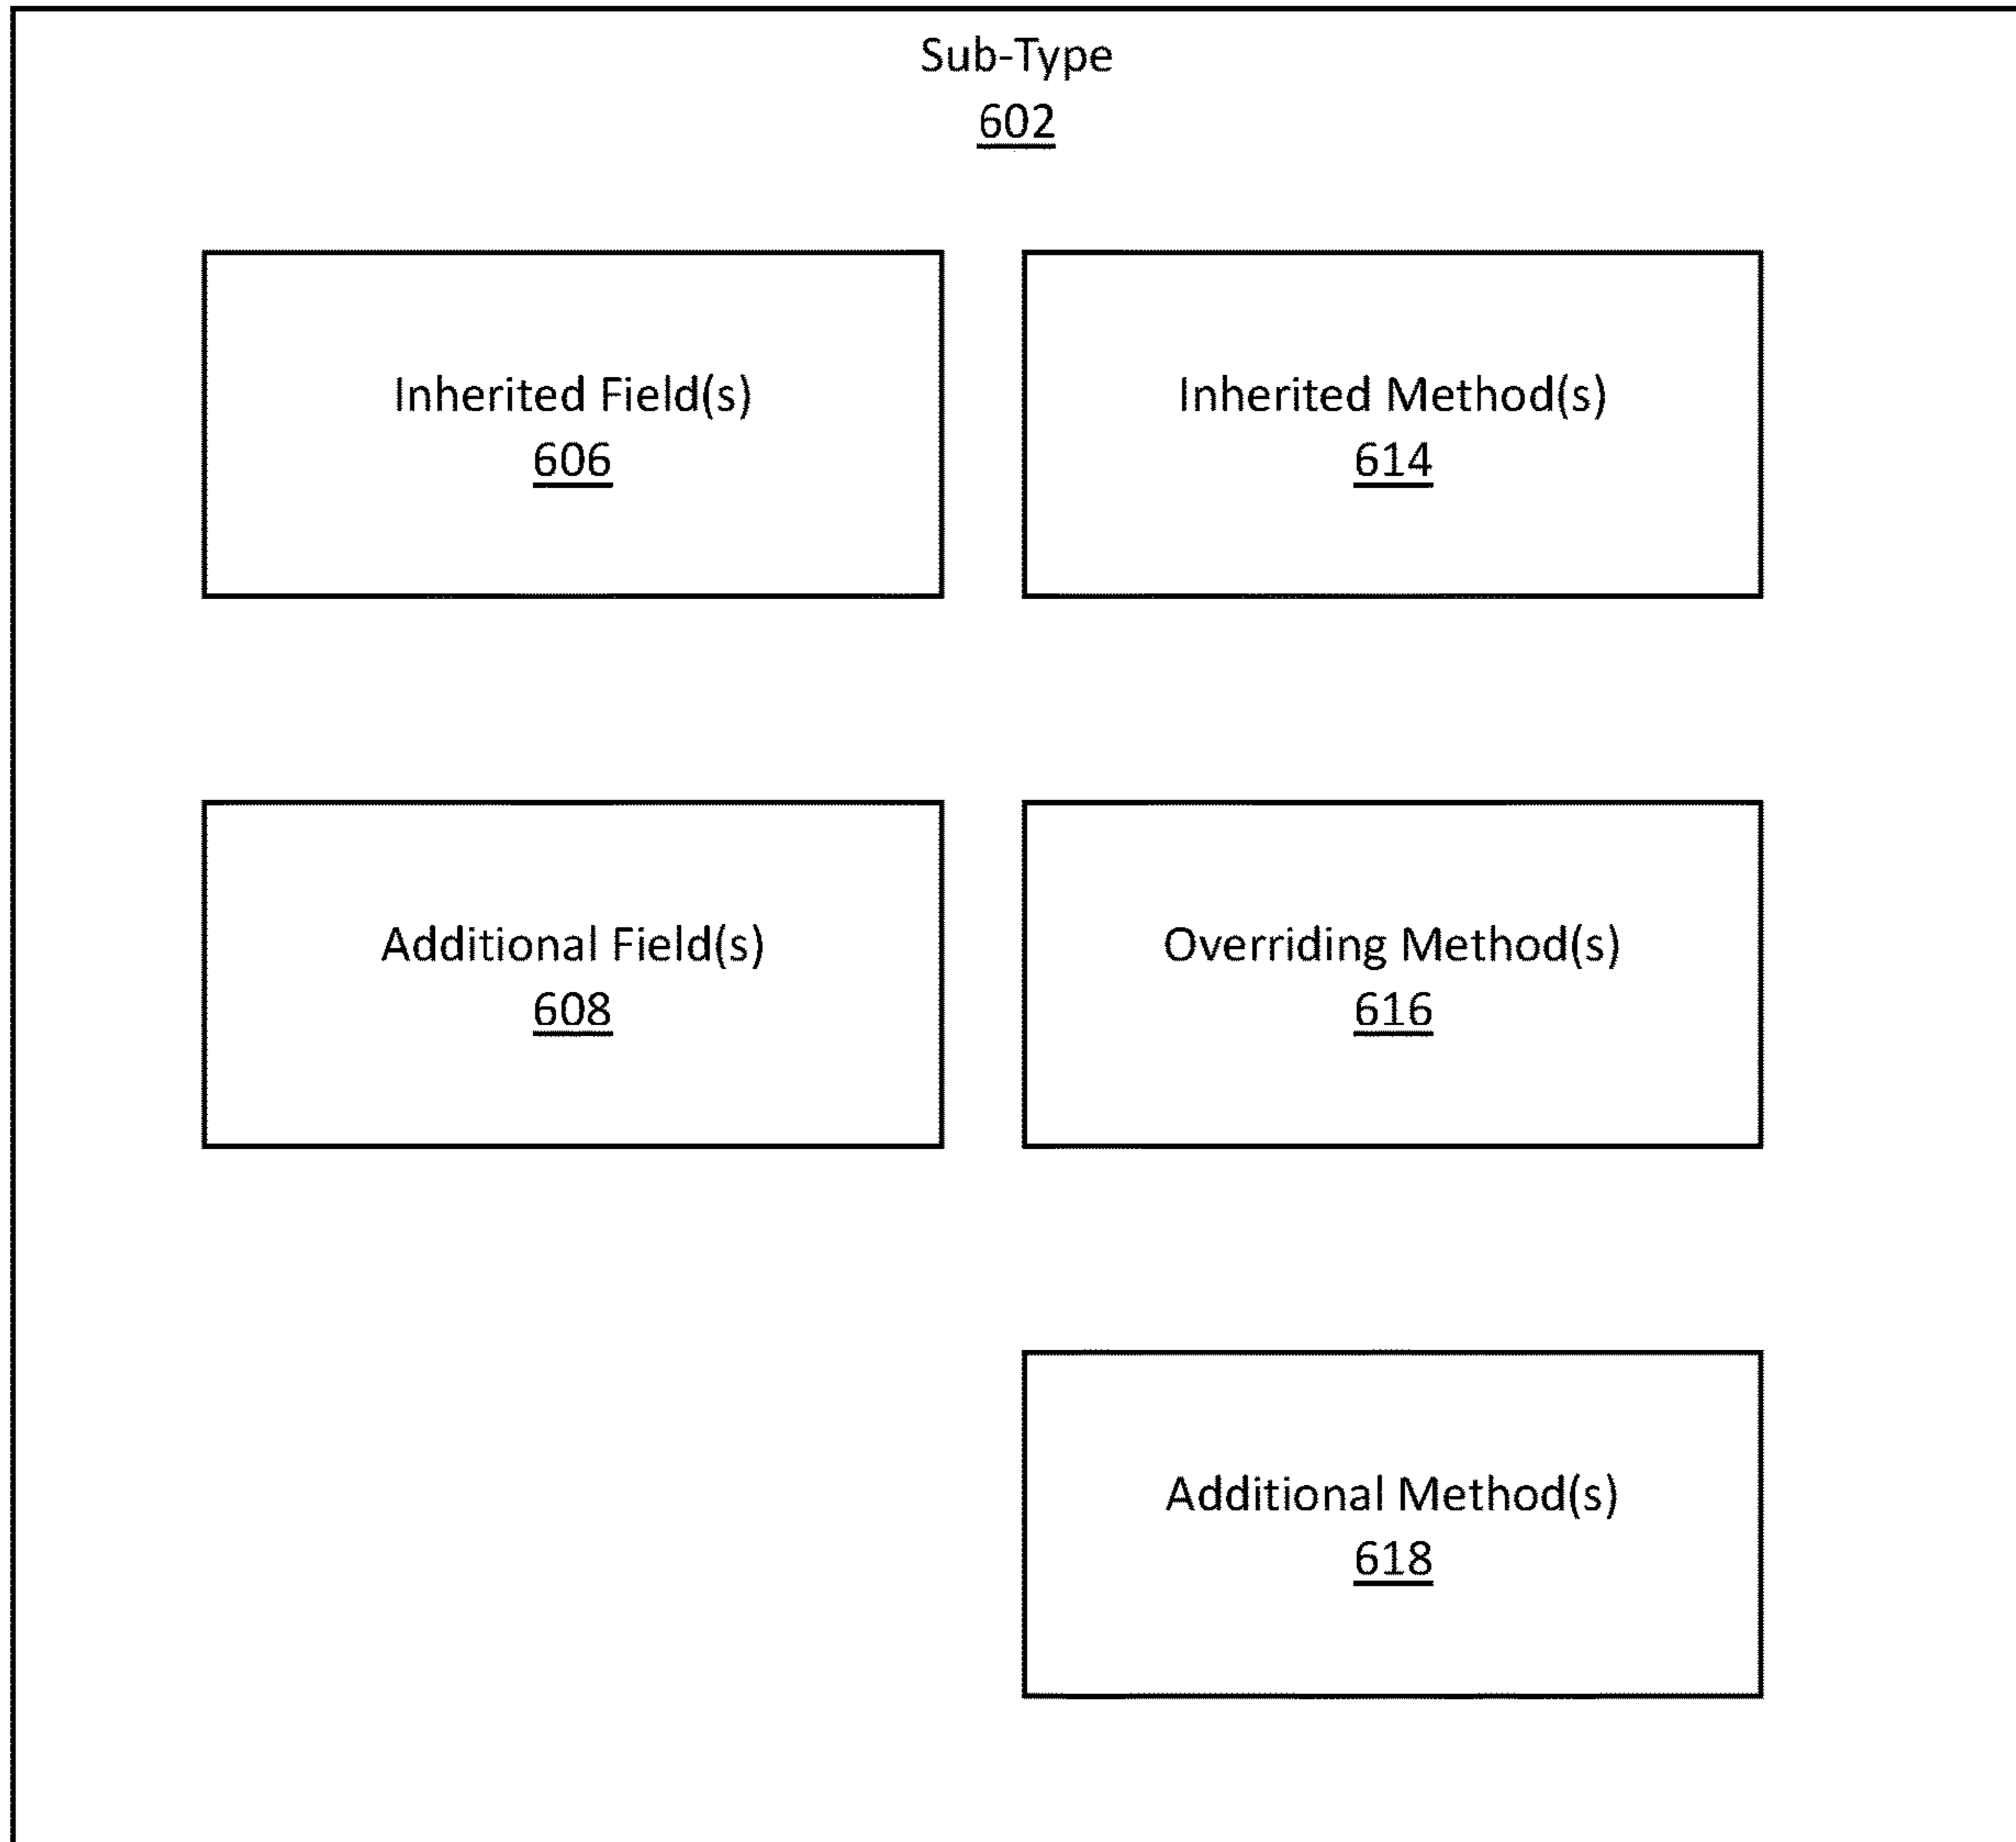 Sub-Type
602
Inherited Field(s)
606
Inherited Method(s)
614
Additional Field(s)
608
Overriding Method(s)
616
Additional Method(s)
618